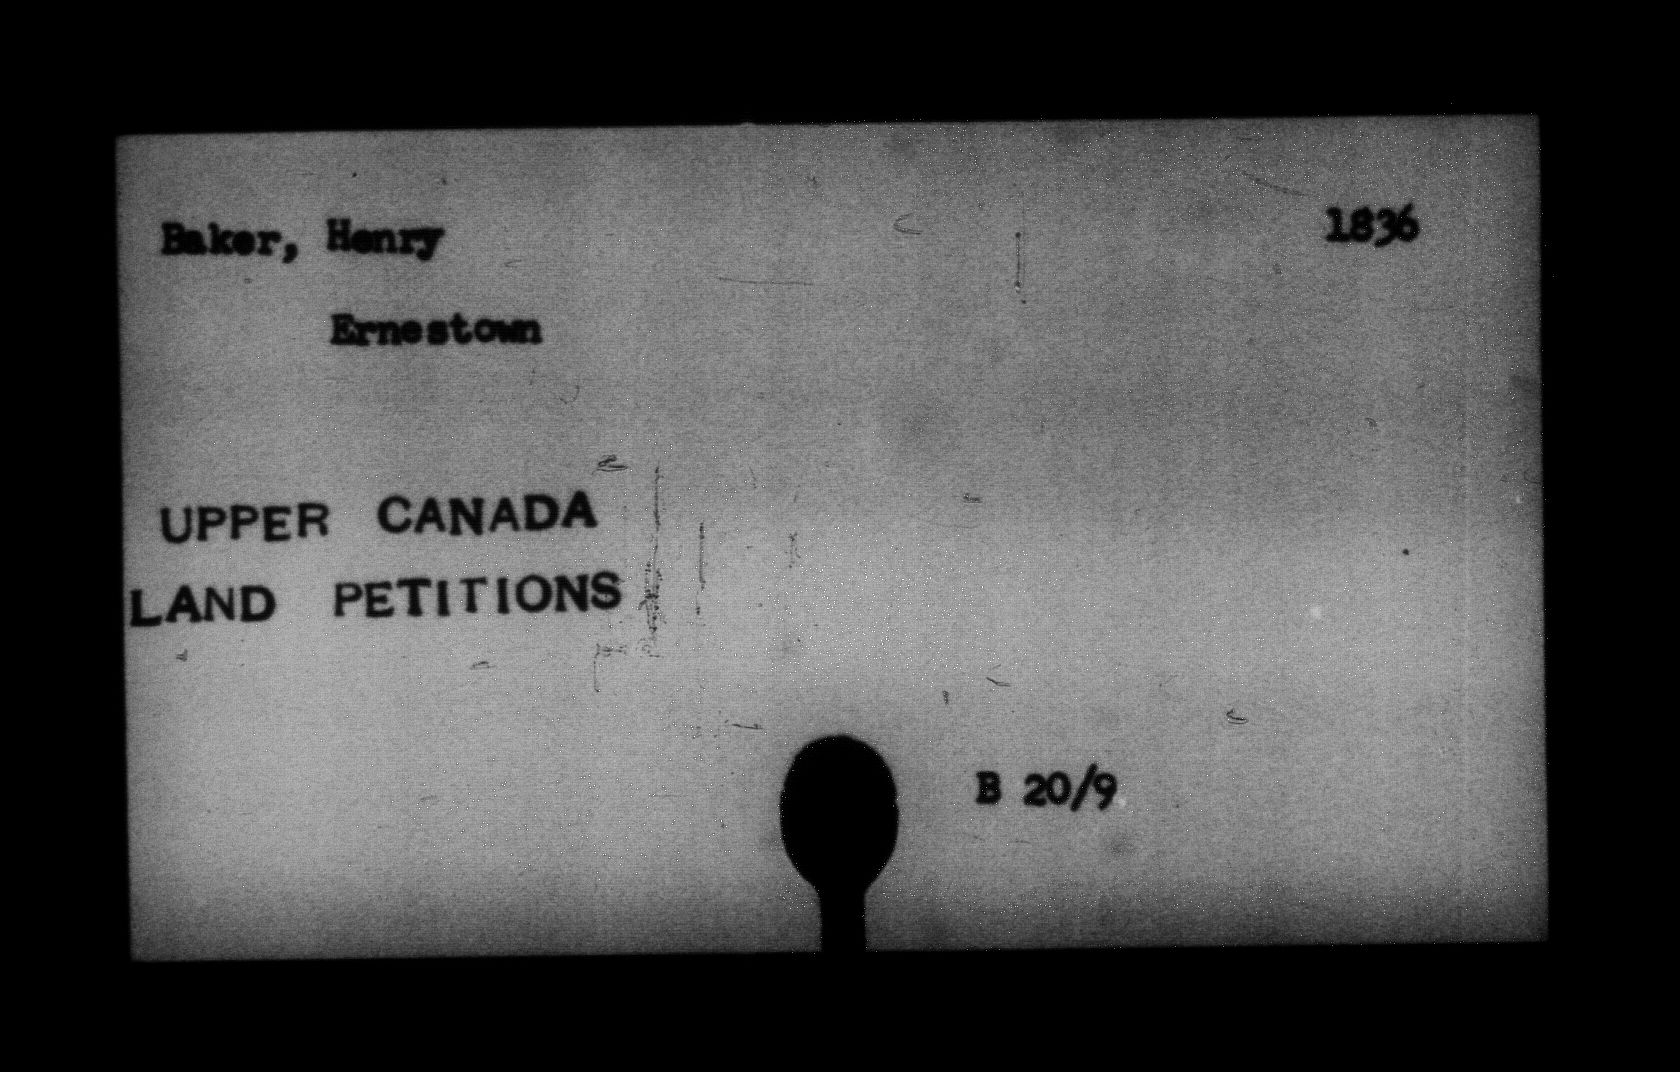 Baker, Henry 1836
Ernestown
UPPER CANADA
LAND PETITIONS
B 20/9